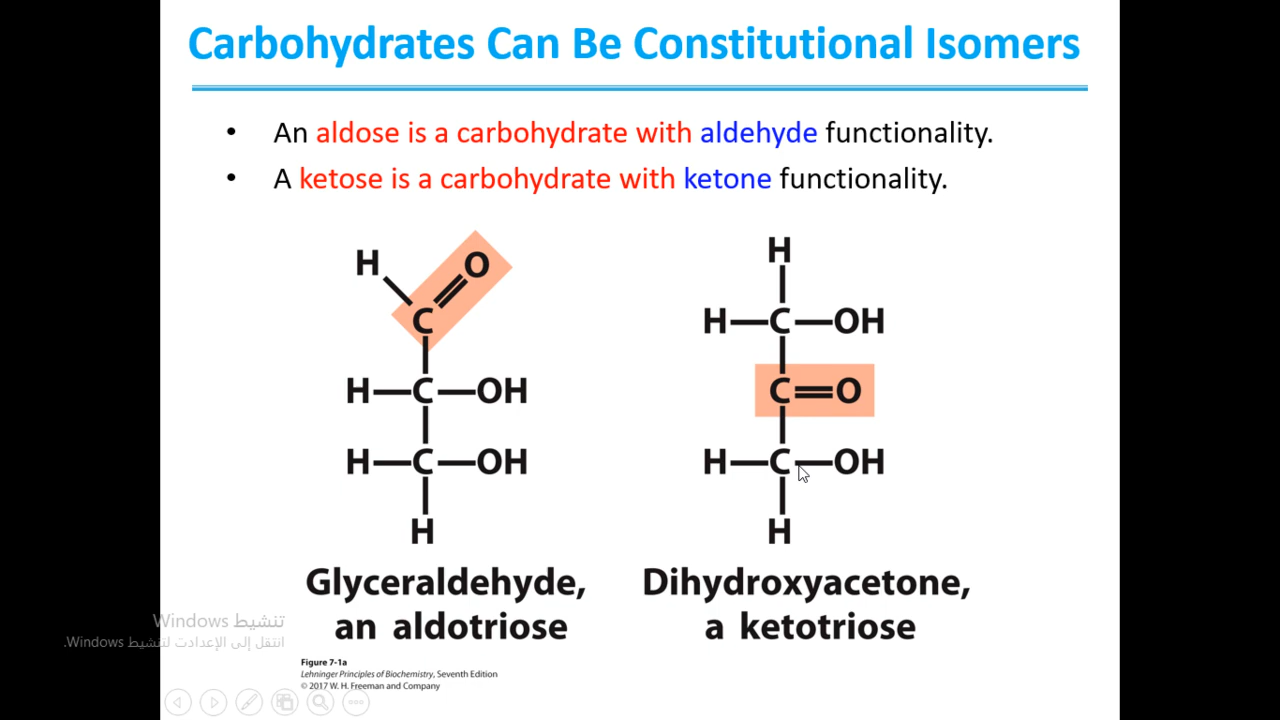 Carbohydrates Can Be Constitutional Isomers
• An aldose is a carbohydrate with aldehyde functionality.
• A ketose is a carbohydrate with ketone functionality.
H O
C
H—C—OH
H—C—OH
H
Glyceraldehyde,
an aldotriose
H
H—C—OH
C=O
H—C—OH
H
Dihydroxyacetone,
a ketotriose
تنشيط Windows
انتقل إلى الإعدادت لتنشيط Windows.
Figure 7-1a
Lehninger Principles of Biochemistry, Seventh Edition
© 2017 W. H. Freeman and Company